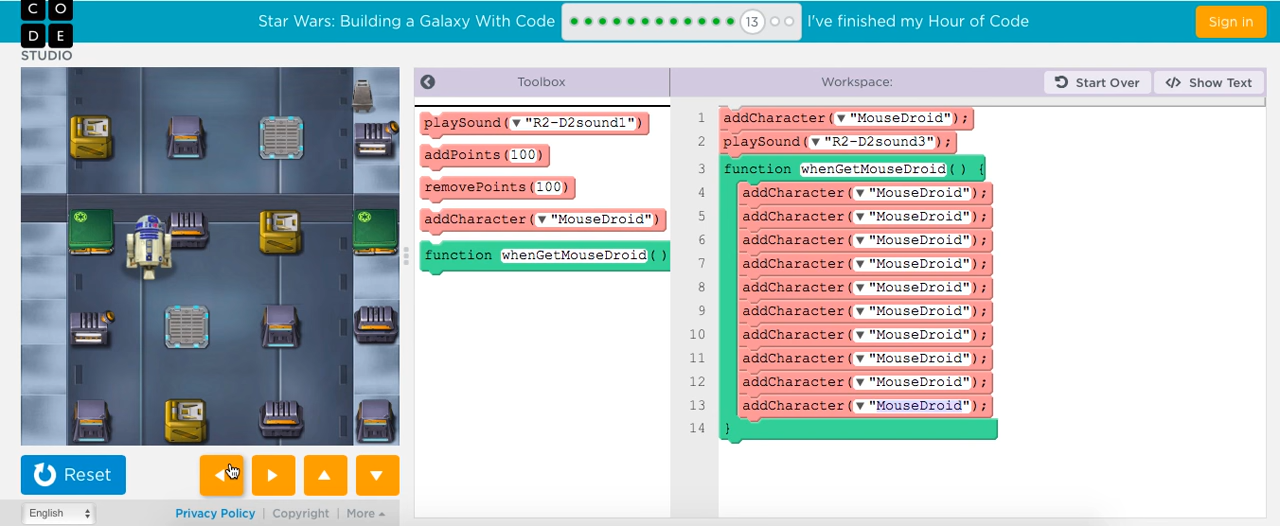 C O
D E
STUDIO
Star Wars: Building a Galaxy With Code
13
I've finished my Hour of Code
Sign in
Toolbox
Workspace:
Start Over
Show Text
playSound("R2-D2sound1")
addPoints(100)
removePoints(100)
addCharacter("MouseDroid")
function whenGetMouseDroid()
1 addCharacter("MouseDroid");
2 playSound("R2-D2sound3");
3 function whenGetMouseDroid() {
4 addCharacter("MouseDroid");
5 addCharacter("MouseDroid");
6 addCharacter("MouseDroid");
7 addCharacter("MouseDroid");
8 addCharacter("MouseDroid");
9 addCharacter("MouseDroid");
10 addCharacter("MouseDroid");
11 addCharacter("MouseDroid");
12 addCharacter("MouseDroid");
13 addCharacter("MouseDroid");
14 }
Reset
English
Privacy Policy | Copyright | More